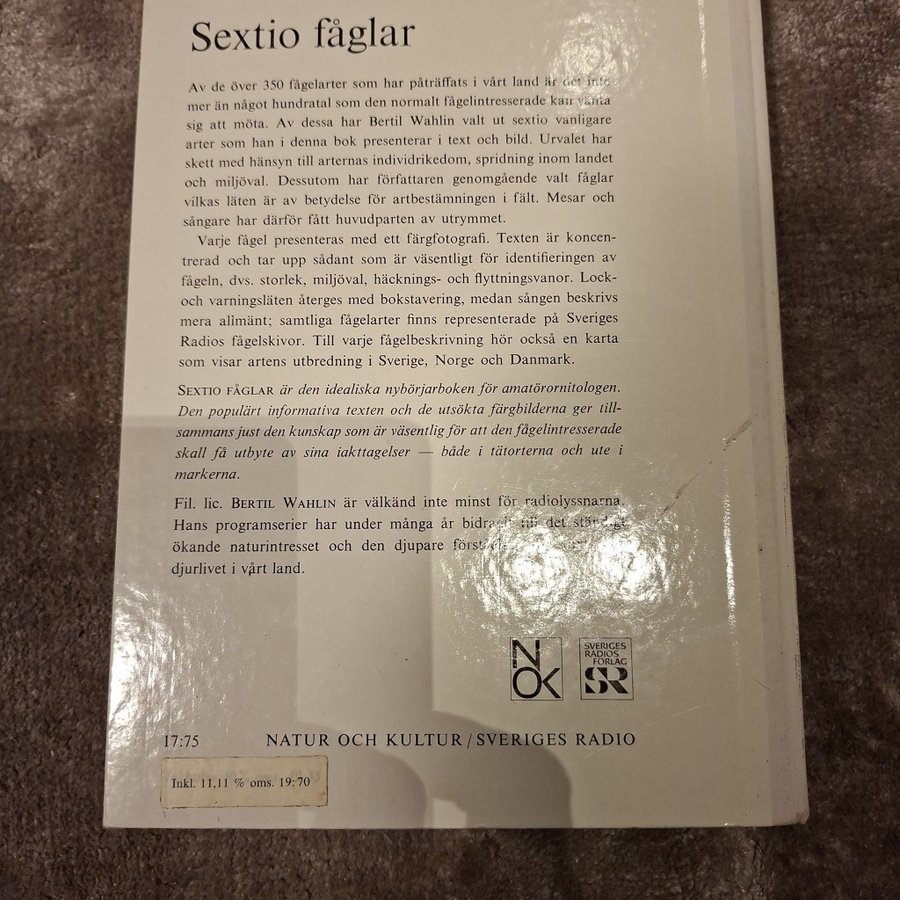 Sextio fåglar
Av de över 350 fågelarter som har påträffats i vårt land är det inte
mer än något hundratal som den normalt fågelintresserade kan vänta
sig att möta. Av dessa har Bertil Wahlin valt ut sextio vanligare
arter som han i denna bok presenterar i text och bild. Urvalet har
skett med hänsyn till arternas individrikedom, spridning inom landet
och miljöval. Dessutom har författaren genomgående valt fåglar
vilkas läten är av betydelse för artbestämningen i fält. Mesar och
sångare har därför fått huvudparten av utrymmet.
Varje fågel presenteras med ett färgfotografi. Texten är koncen-
trerad och tar upp sådant som är väsentligt för identifieringen av
fågeln, dvs. storlek, miljöval, häcknings- och flyttningsvanor. Lock-
och varningsläten återges med bokstavering, medan sången beskrivs
mera allmänt; samtliga fågelarter finns representerade på Sveriges
Radios fågelskivor. Till varje fågelbeskrivning hör också en karta
som visar artens utbredning i Sverige, Norge och Danmark.
SEXTIO FÅGLAR är den idealiska nybörjarboken för amatörornitologen.
Den populärt informativa texten och de utsökta färgbilderna ger till-
sammans just den kunskap som är väsentlig för att den fågelintresserade
skall få utbyte av sina iakttagelser — både i tätorterna och ute i
markerna.
Fil. lic. BERTIL WAHLIN är välkänd inte minst för radiolyssnarna.
Hans programserier har under många år bidragit till det ständigt
ökande naturintresset och den djupare
djurlivet i vårt land.
NOK
SVERIGES
RADIOS
FÖRLAG
SR
17:75 NATUR OCH KULTUR/SVERIGES RADIO
Inkl. 11,11 % oms. 19:70